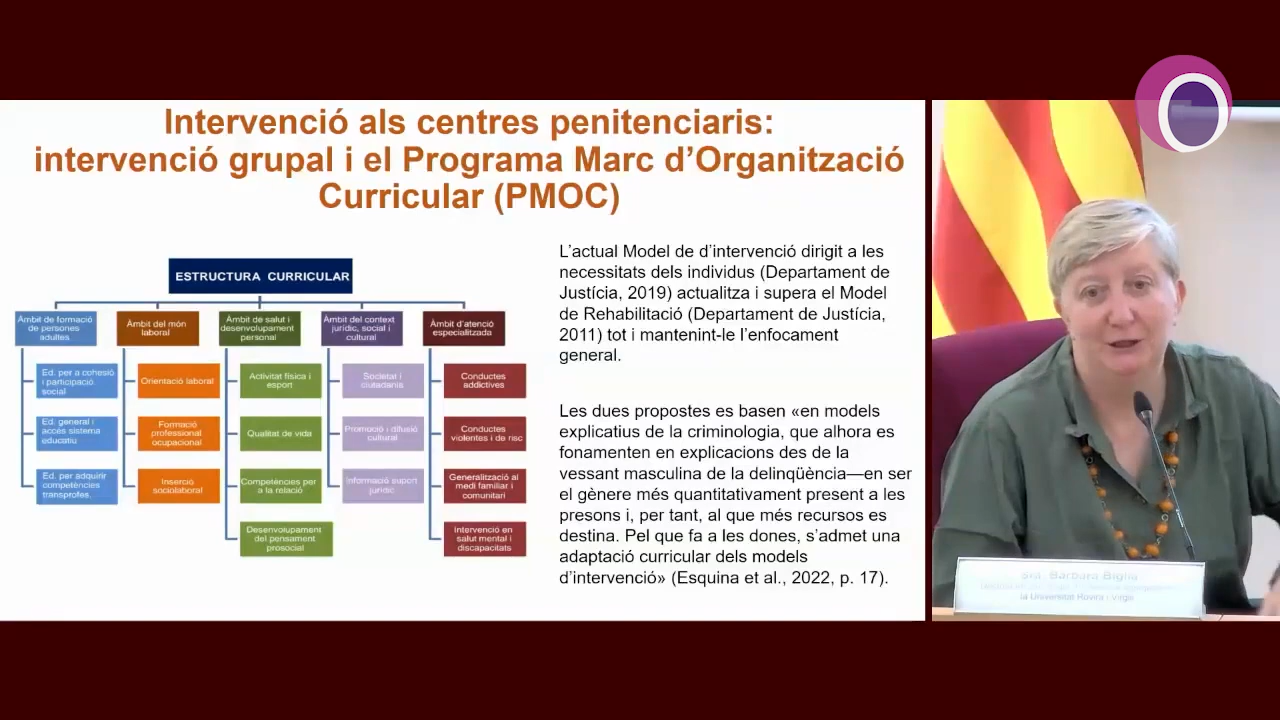 Intervenció als centres penitenciaris:
intervenció grupal i el Programa Marc d’Organització
Curricular (PMOC)
ESTRUCTURA CURRICULAR
Àmbit de formació
de persones
adultes
Àmbit del món
laboral
Àmbit de salut i
desenvolupament
personal
Àmbit del context
jurídic, social i
cultural
Àmbit d'atenció
especialitzada
Ed. per a cohesió
i participació
social
Ed. general i
accés sistema
educatiu
Ed. per adquirir
competències
transprofes.
Orientació laboral
Formació
professional
ocupacional
Inserció
sociolaboral
Activitat física i
esport
Qualitat de vida
Competències per
a la relació
Desenvolupament
del pensament
prosocial
Societat i
ciutadania
Promoció i difusió
cultural
Informació suport
jurídic
Conductes
addictives
Conductes
violentes i de risc
Generalització al
medi familiar i
comunitari
Intervenció en
salut mental i
discapacitats
L’actual Model de d’intervenció dirigit a les
necessitats dels individus (Departament de
Justícia, 2019) actualitza i supera el Model
de Rehabilitació (Departament de Justícia,
2011) tot i mantenint-le l’enfocament
general.
Les dues propostes es basen «en models
explicatius de la criminologia, que alhora es
fonamenten en explicacions des de la
vessant masculina de la delinqüència—en ser
el gènere més quantitativament present a les
presons i, per tant, al que més recursos es
destina. Pel que fa a les dones, s’admet una
adaptació curricular dels models
d’intervenció» (Esquina et al., 2022, p. 17).
Sra. Barbara Biglia
la Universitat Rovira i Virgili